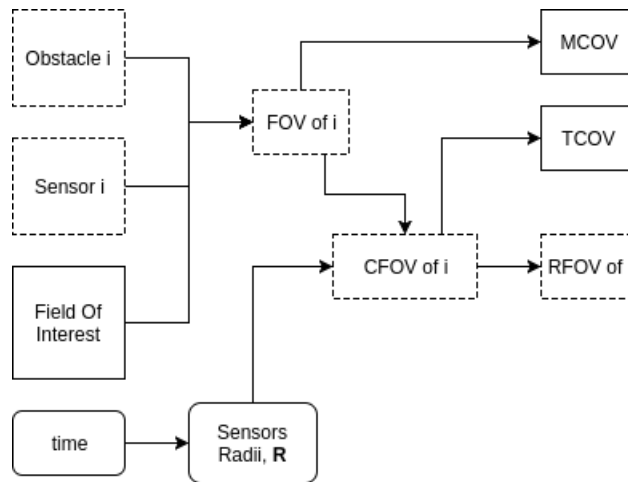 Obstacle i
MCOV
FOV of i
TCOV
Sensor i
CFOV of i
RFOV of
Field Of
Interest
time
Sensors
Radii, R